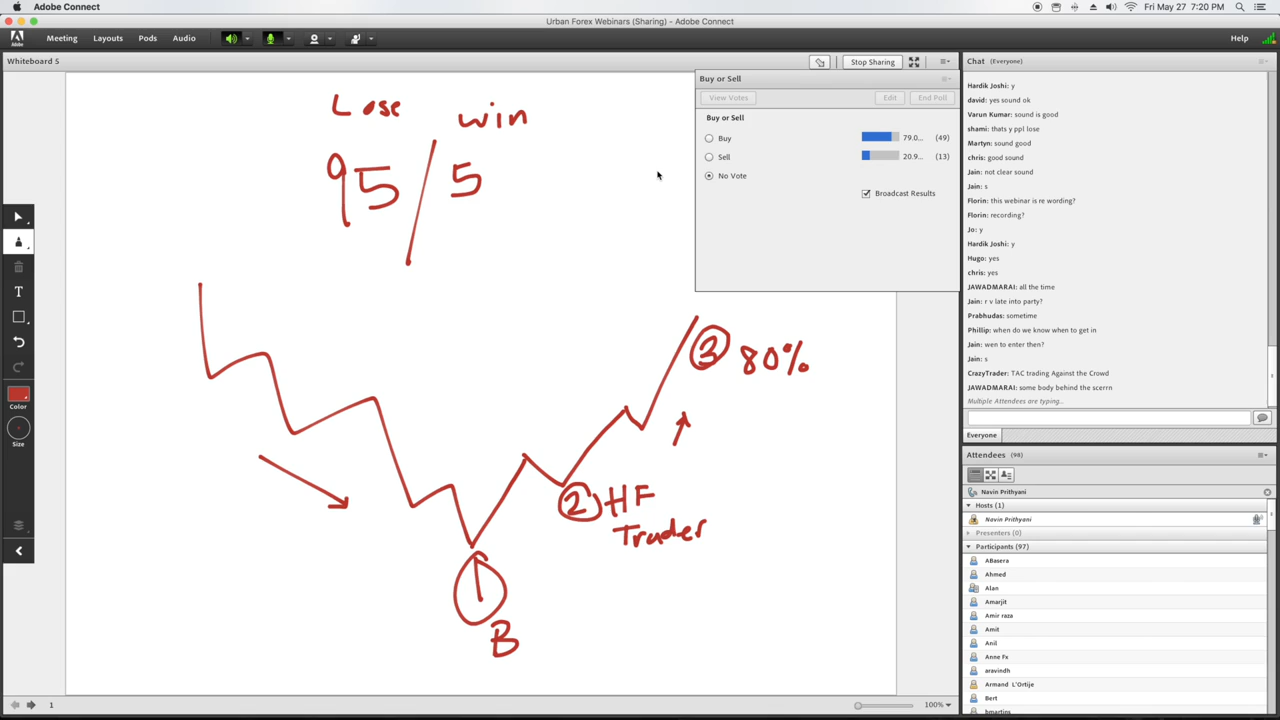 Adobe Connect
Fri May 27 7:20 PM
Urban Forex Webinars (Sharing) - Adobe Connect
Adobe
Meeting
Layouts
Pods
Audio
Help
Whiteboard 5
Stop Sharing
Lose win
95 / 5
3 80%
2 HF
Trader
B
T
Color
Size
1
100%
Buy or Sell
View Votes
Edit
End Poll
Buy or Sell
Buy 79.0... (49)
Sell 20.9... (13)
No Vote
Broadcast Results
Chat (Everyone)
Hardik Joshi: y
david: yes sound ok
Varun Kumar: sound is good
shami: thats y ppl lose
Martyn: sound good
chris: good sound
Jain: not clear sound
Jain: s
Florin: this webinar is re wording?
Florin: recording?
Jo: y
Hardik Joshi: y
Hugo: yes
chris: yes
JAWADMARAI: all the time
Jain: r v late into party?
Prabhudas: sometime
Phillip: when do we know when to get in
Jain: wen to enter then?
Jain: s
CrazyTrader: TAC trading Against the Crowd
JAWADMARAI: some body behind the scerrn
Multiple Attendees are typing...
Everyone
Attendees (98)
Navin Prithyani
Hosts (1)
Navin Prithyani
Presenters (0)
Participants (97)
ABasera
Ahmed
Alan
Amarjit
Amir raza
Amit
Anil
Anne Fx
aravindh
Armand L'Ortije
Bert
bmartins